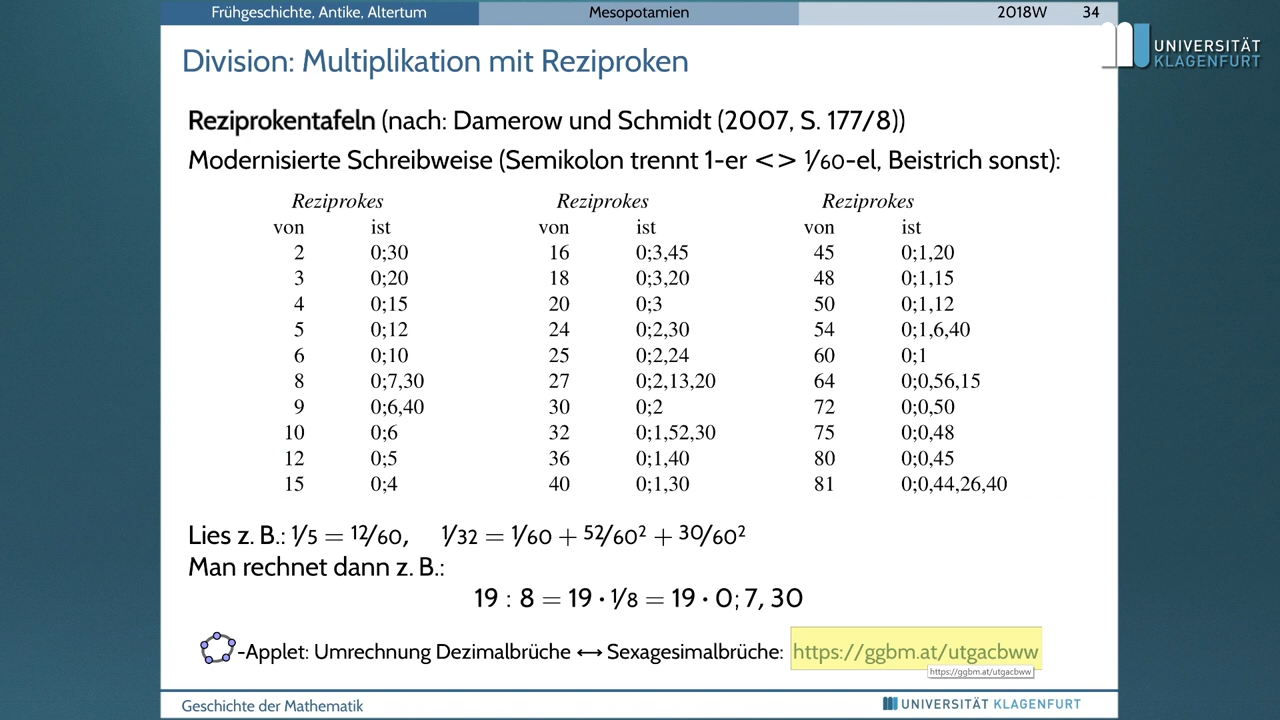 Frühgeschichte, Antike, Altertum Mesopotamien 2018W 34
UNIVERSITÄT
KLAGENFURT
Division: Multiplikation mit Reziproken
Reziprokentafeln (nach: Damerow und Schmidt (2007, S. 177/8))
Modernisierte Schreibweise (Semikolon trennt 1-er <> 1/60-el, Beistrich sonst):
Reziprokes Reziprokes Reziprokes
von ist von ist von ist
2 0;30 16 0;3,45 45 0;1,20
3 0;20 18 0;3,20 48 0;1,15
4 0;15 20 0;3 50 0;1,12
5 0;12 24 0;2,30 54 0;1,6,40
6 0;10 25 0;2,24 60 0;1
8 0;7,30 27 0;2,13,20 64 0;0,56,15
9 0;6,40 30 0;2 72 0;0,50
10 0;6 32 0;1,52,30 75 0;0,48
12 0;5 36 0;1,40 80 0;0,45
15 0;4 40 0;1,30 81 0;0,44,26,40
Lies z. B.: 1/5 = 12/60, 1/32 = 1/60 + 52/60² + 30/60²
Man rechnet dann z. B.:
19 : 8 = 19 · 1/8 = 19 · 0; 7, 30
-Applet: Umrechnung Dezimalbrüche ↔ Sexagesimalbrüche: https://ggbm.at/utgacbww
https://ggbm.at/utgacbww
Geschichte der Mathematik UNIVERSITÄT KLAGENFURT